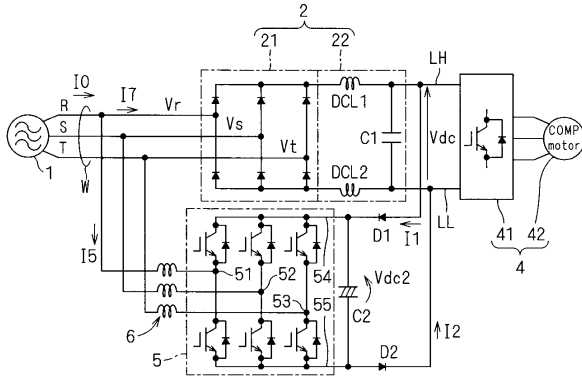 2
21
22
I0
I7
R
S
T
Vr
Vs
Vt
1
W
DCL1
DCL2
C1
LH
Vdc
LL
COMP
motor
41
42
4
D1
I1
I5
51
52
53
54
55
6
5
Vdc2
C2
D2
I2